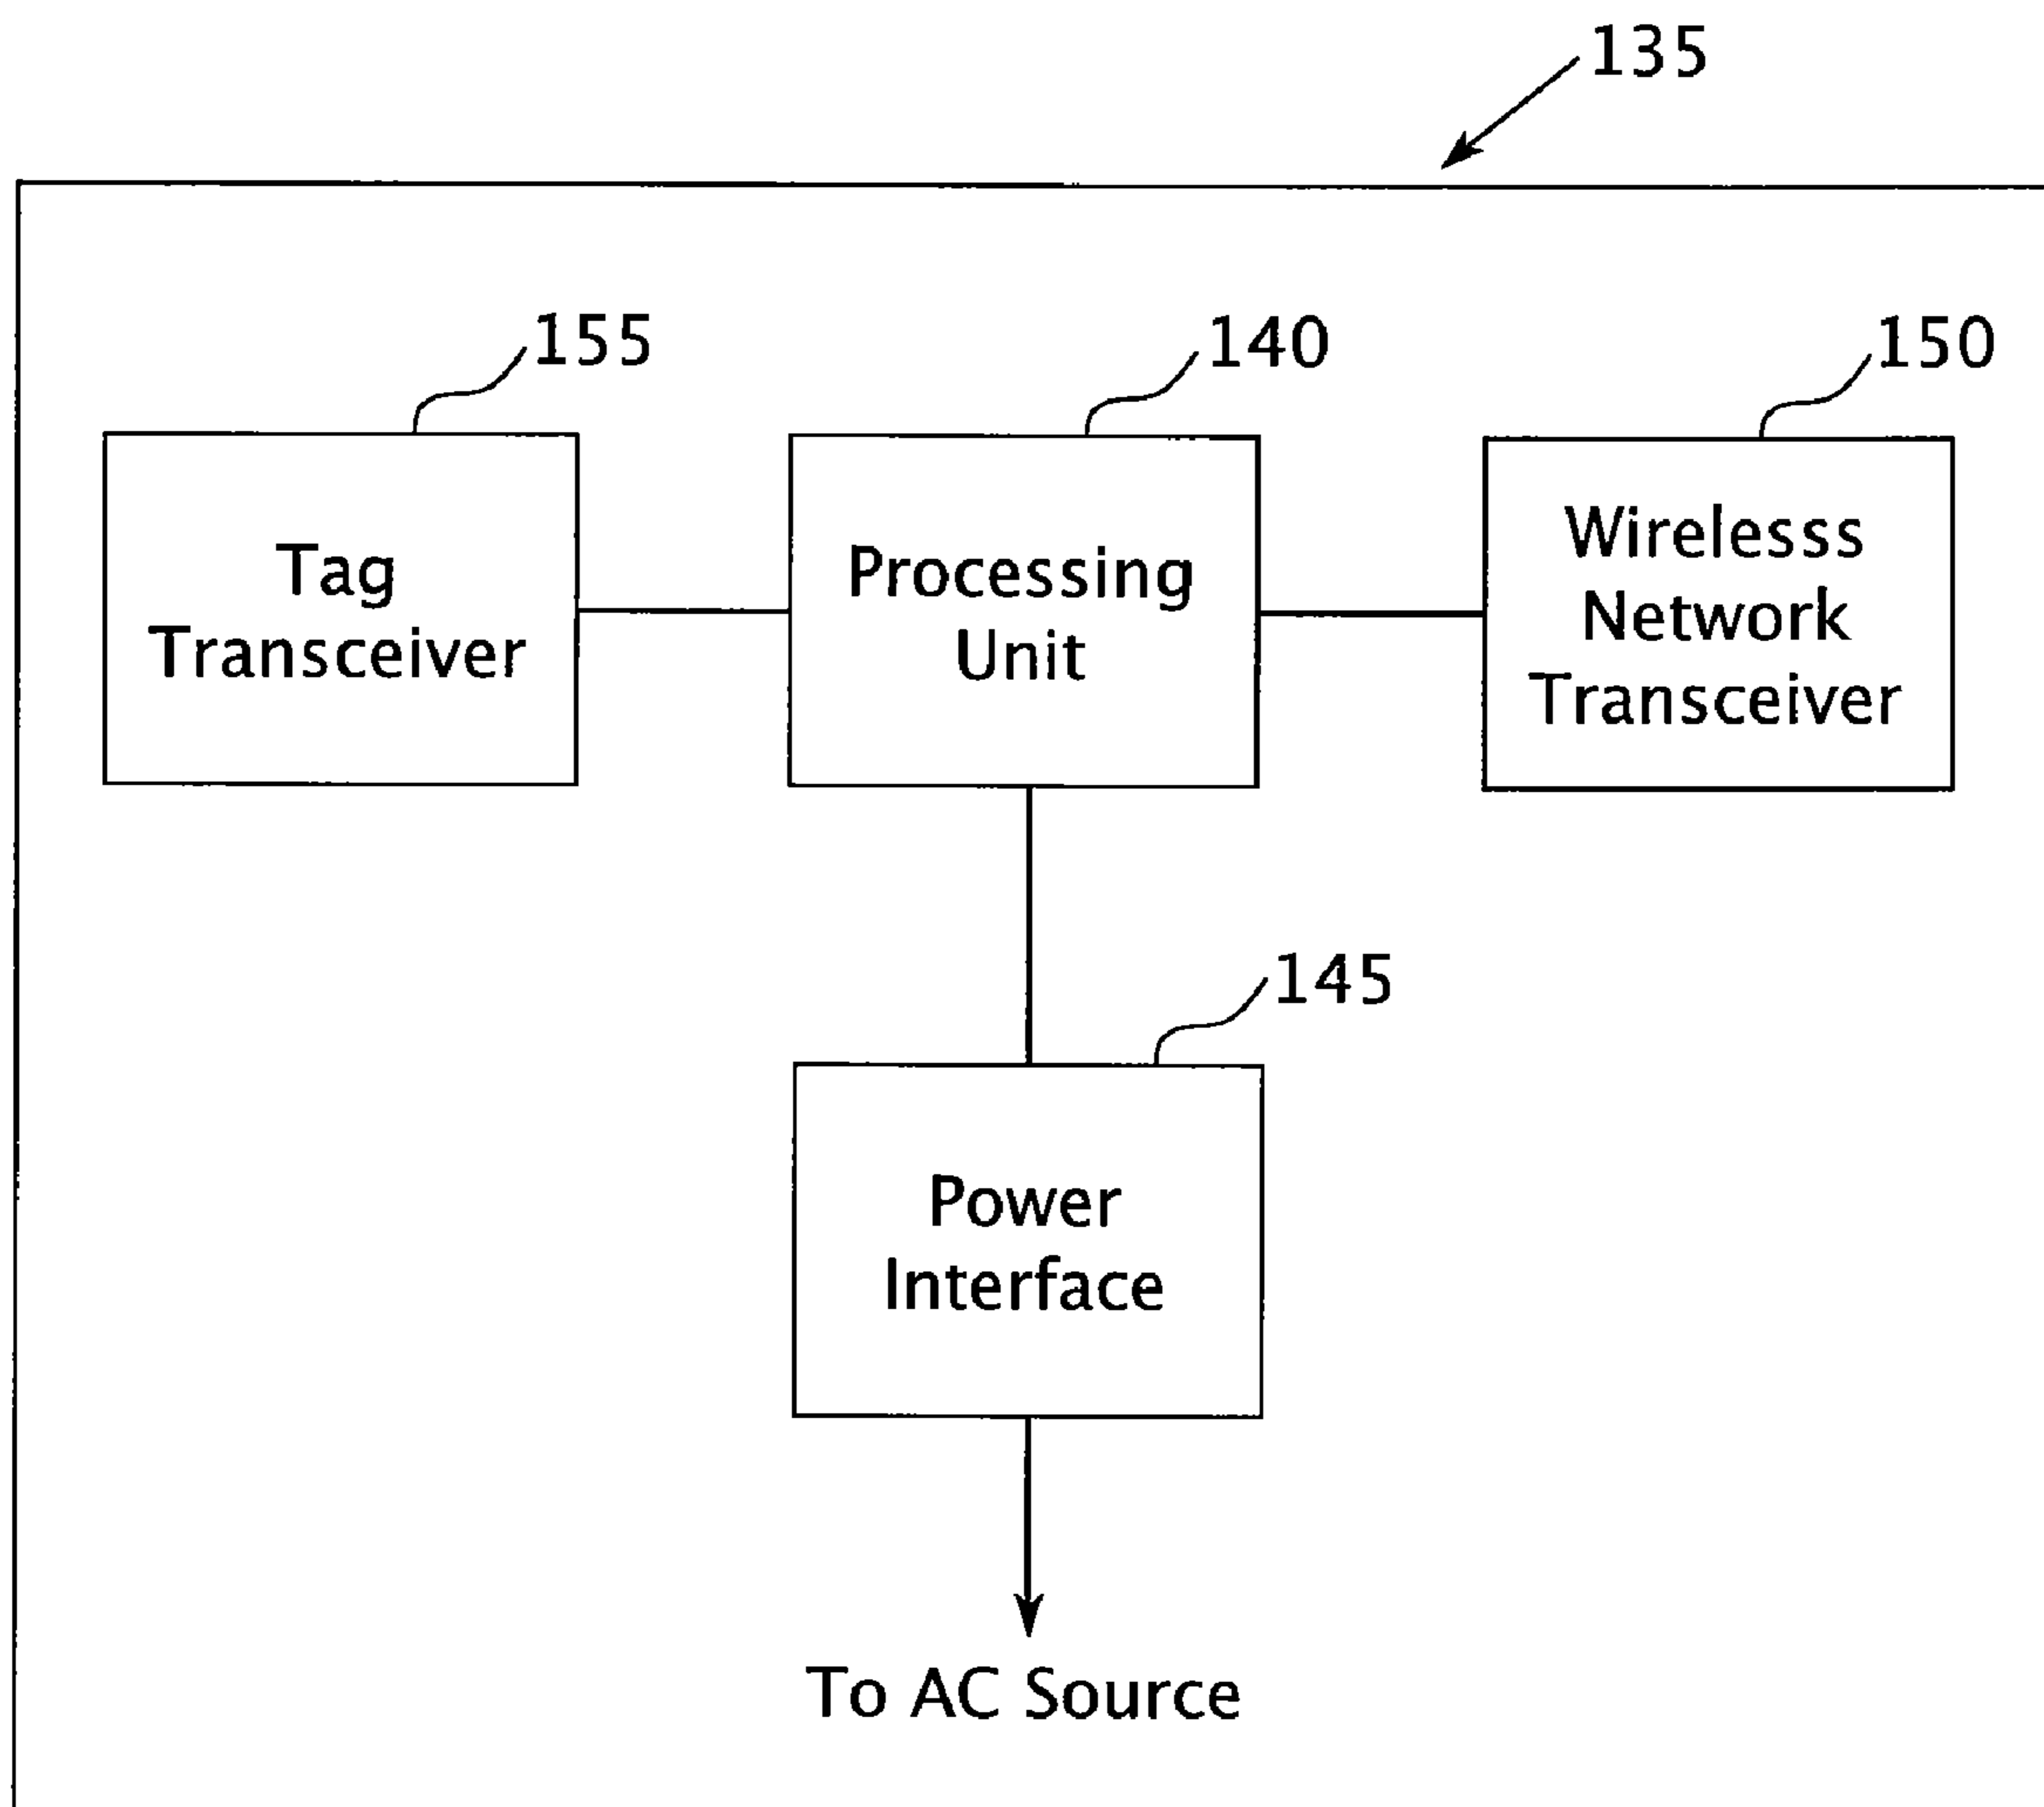 135
155
140
150
Tag
Transceiver
Processing
Unit
Wirelesss
Network
Transceiver
145
Power
Interface
To AC Source